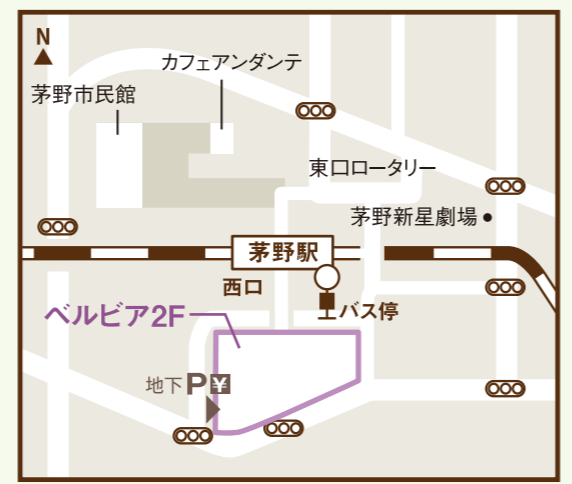 N
カフェアンダンテ
茅野市民館
東口ロータリー
茅野新星劇場
茅野駅
西口
バス停
ベルビア2F
地下 P ¥